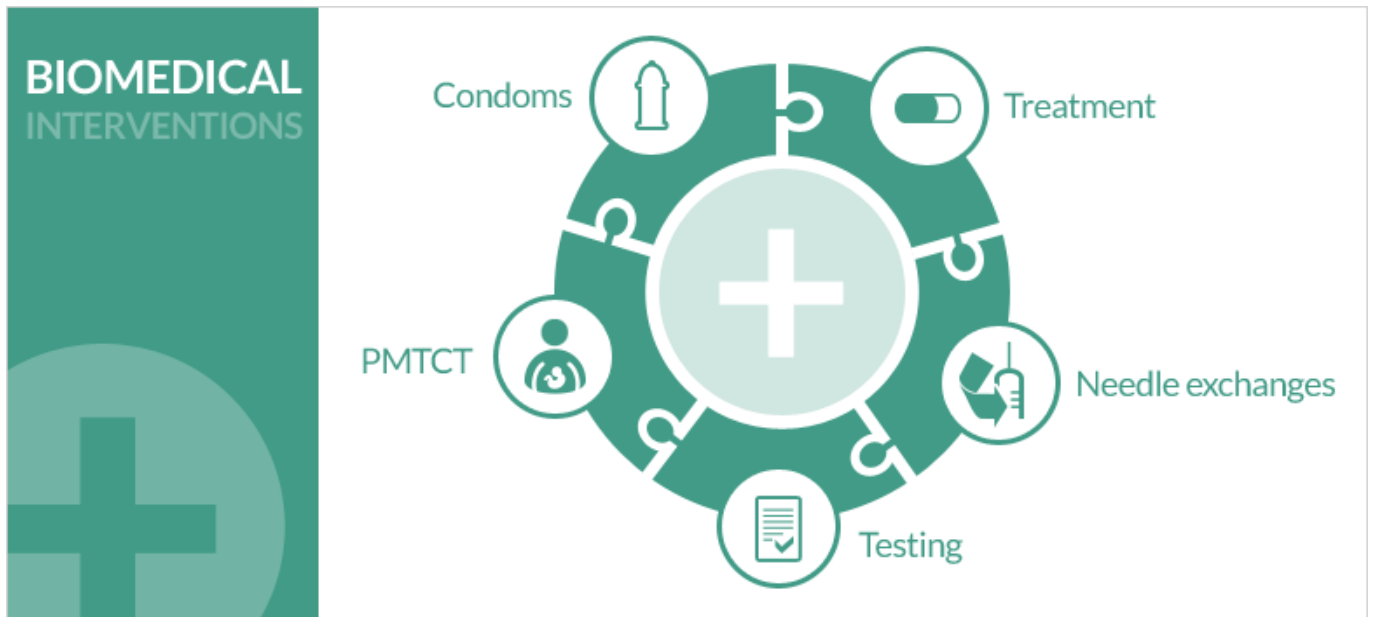 BIOMEDICAL
INTERVENTIONS
Condoms
Treatment
PMTCT
Needle exchanges
Testing